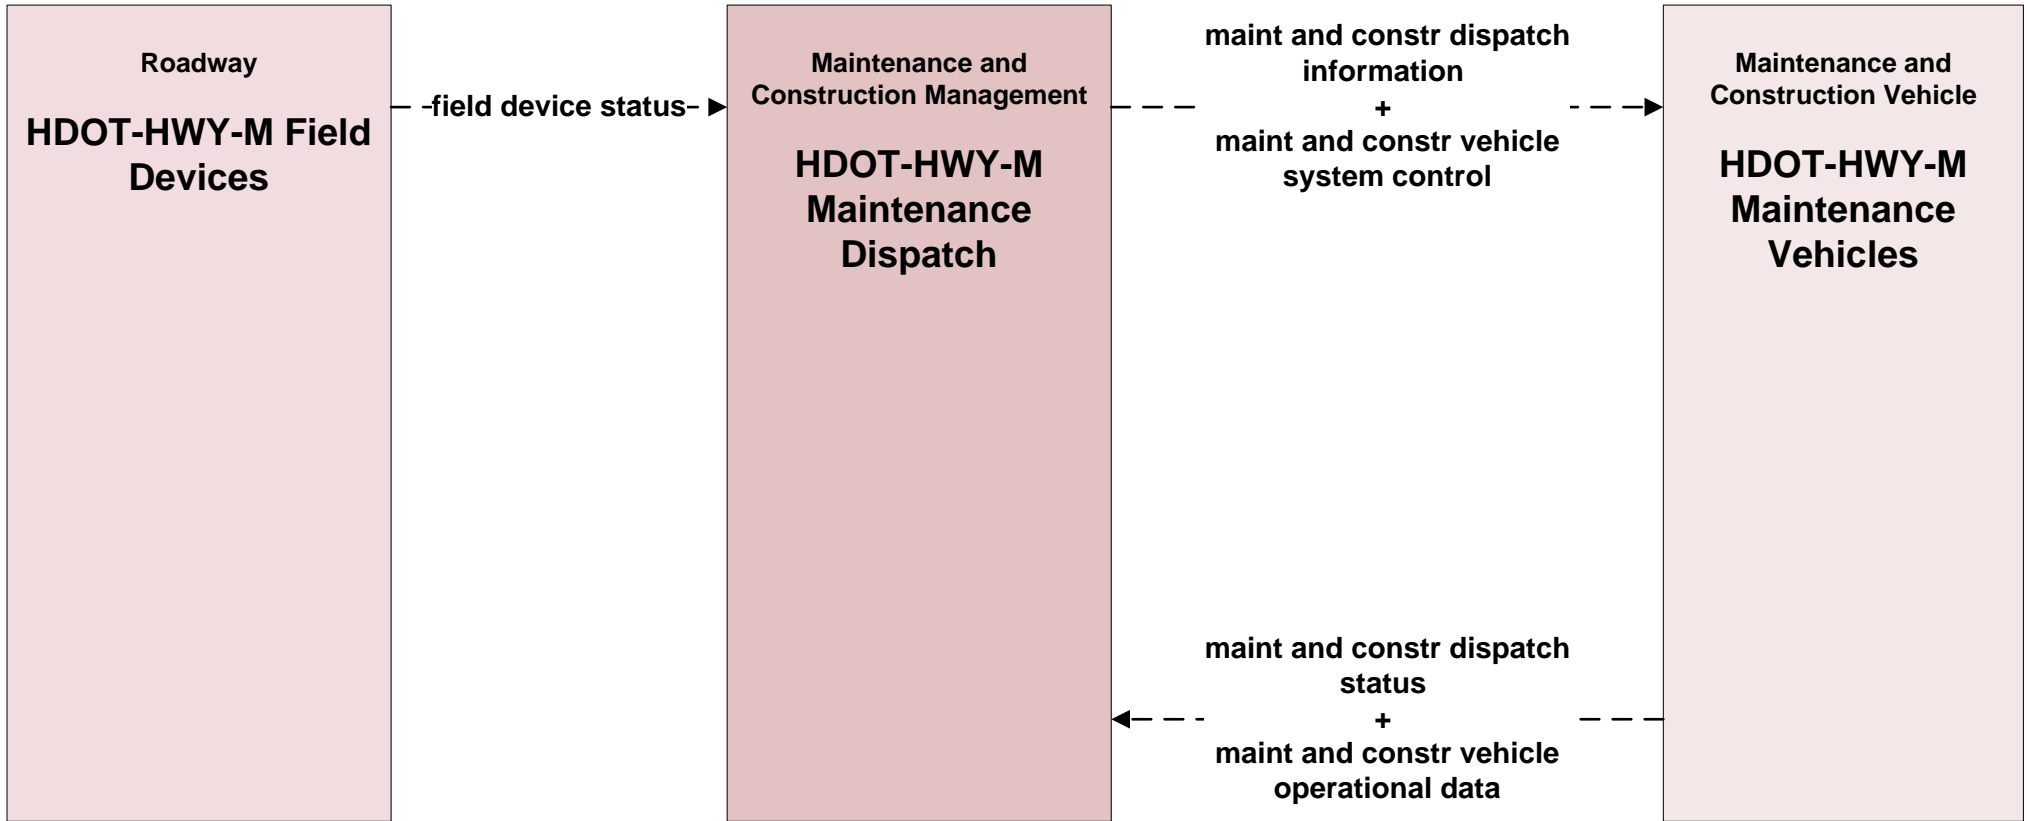 Roadway
HDOT-HWY-M Field
Devices
field device status
Maintenance and
Construction Management
HDOT-HWY-M
Maintenance
Dispatch
maint and constr dispatch
information
+
maint and constr vehicle
system control
maint and constr dispatch
status
+
maint and constr vehicle
operational data
Maintenance and
Construction Vehicle
HDOT-HWY-M
Maintenance
Vehicles